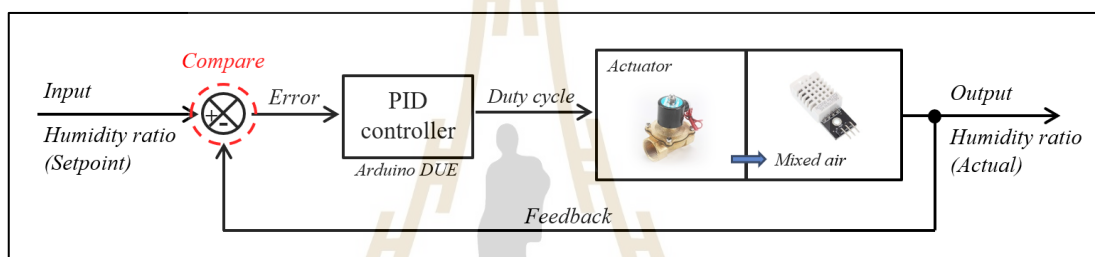 Compare
Input
Humidity ratio
(Setpoint)
+
-
Error
PID
controller
Arduino DUE
Duty cycle
Actuator
Mixed air
Output
Humidity ratio
(Actual)
Feedback